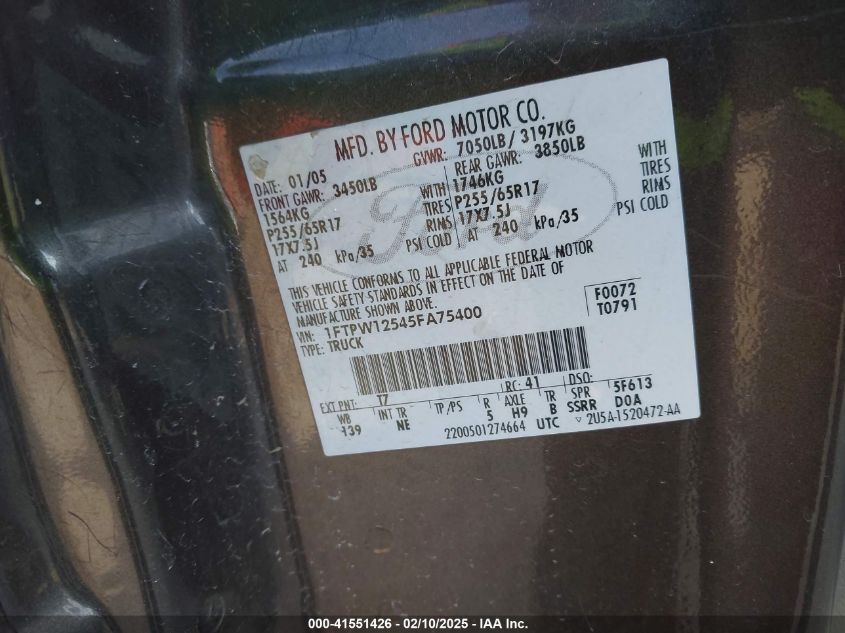 MFD. BY FORD MOTOR CO.
DATE: 01/05 GVWR: 7050LB/ 3197KG
FRONT GAWR: 3450LB REAR GAWR: 3850LB
1564KG WITH 1746KG WITH
P255/65R17 TIRES P255/65R17 TIRES
17X7.5J RIMS 17X7.5J RIMS
AT 240 kPa/35 PSI COLD AT 240 kPa/35 PSI COLD
Ford
THIS VEHICLE CONFORMS TO ALL APPLICABLE FEDERAL MOTOR
VEHICLE SAFETY STANDARDS IN EFFECT ON THE DATE OF
MANUFACTURE SHOWN ABOVE.
VIN: 1FTPW12545FA75400 F0072
TYPE: TRUCK T0791
EXT PNT: T7 RC: 41 DSO:
WB INT TR TP/PS R AXLE TR SPR 5F613
139 NE 5 H9 B SSRR DOA
2200501274664 UTC ▽ 2U5A-1520472-AA
000-41551426 - 02/10/2025 - IAA Inc.